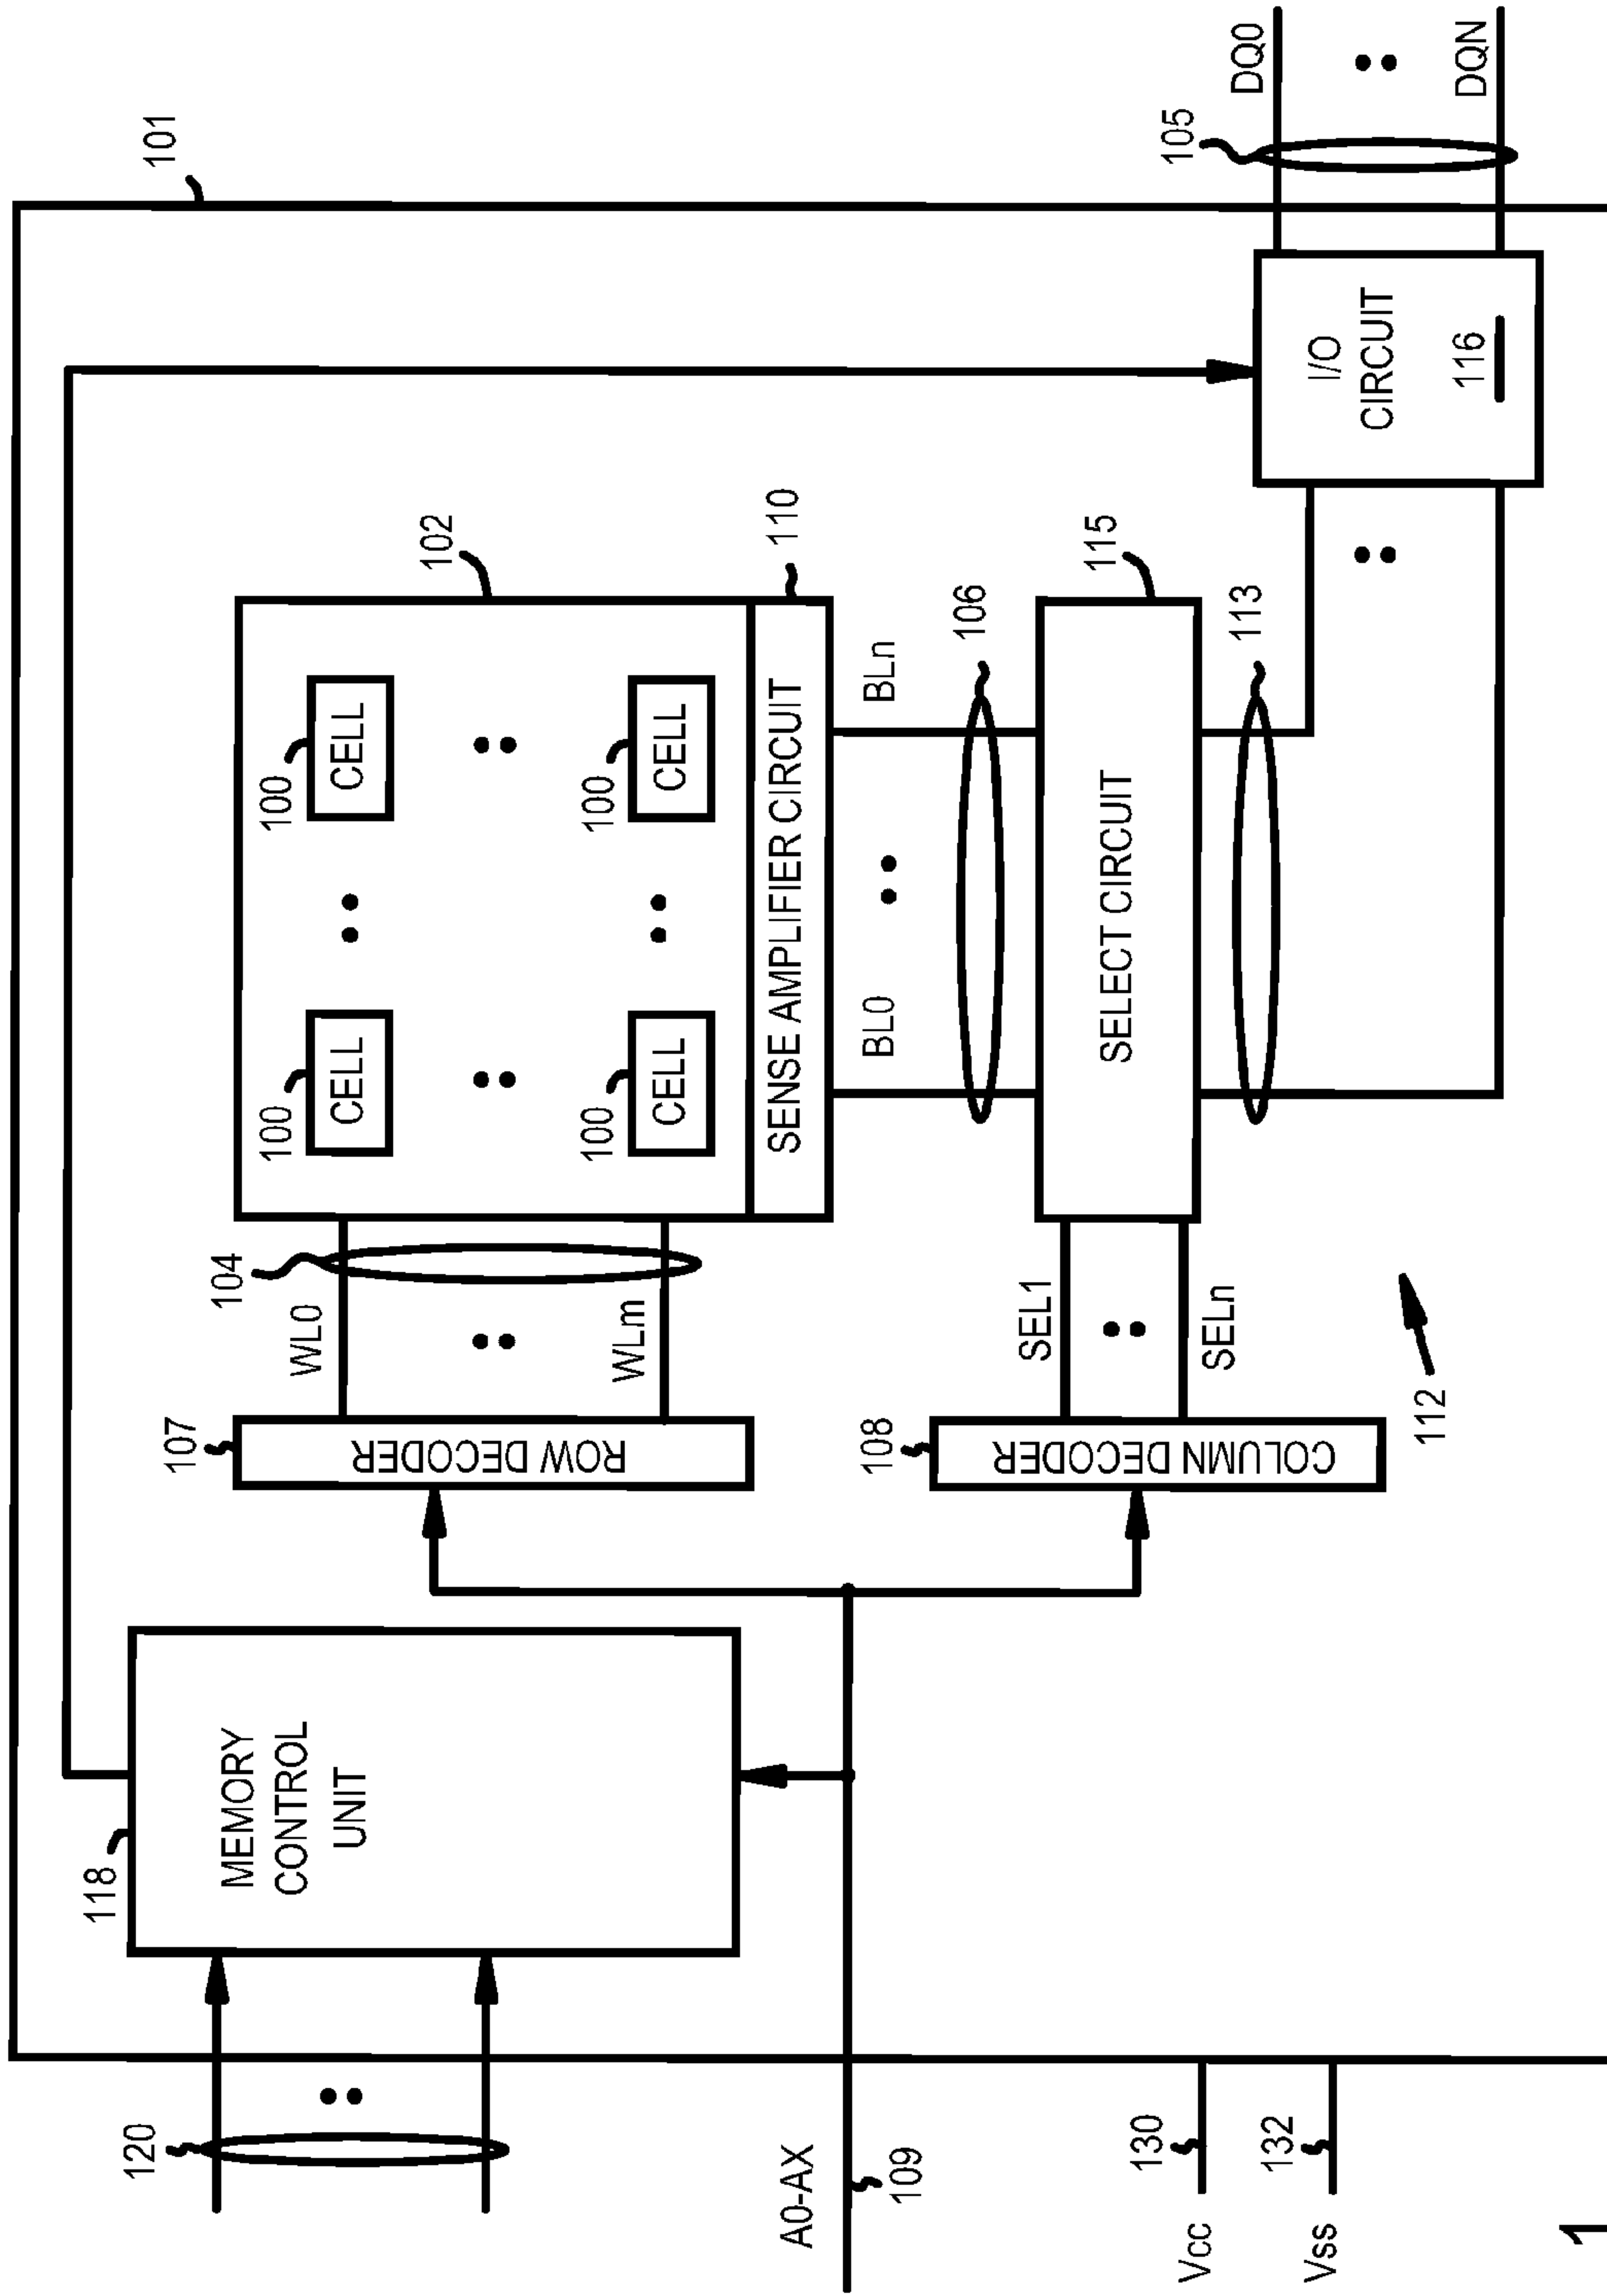 101
118
MEMORY
CONTROL
UNIT
120
102
100
CELL
100
CELL
100
CELL
100
CELL
104
WL0
WLm
107
ROW DECODER
SENSE AMPLIFIER CIRCUIT
110
BL0
BLn
106
A0-AX
109
108
COLUMN DECODER
SEL1
SELn
SELECT CIRCUIT
115
113
112
105
DQ0
DQN
I/O
CIRCUIT
116
Vcc
130
Vss
132
1